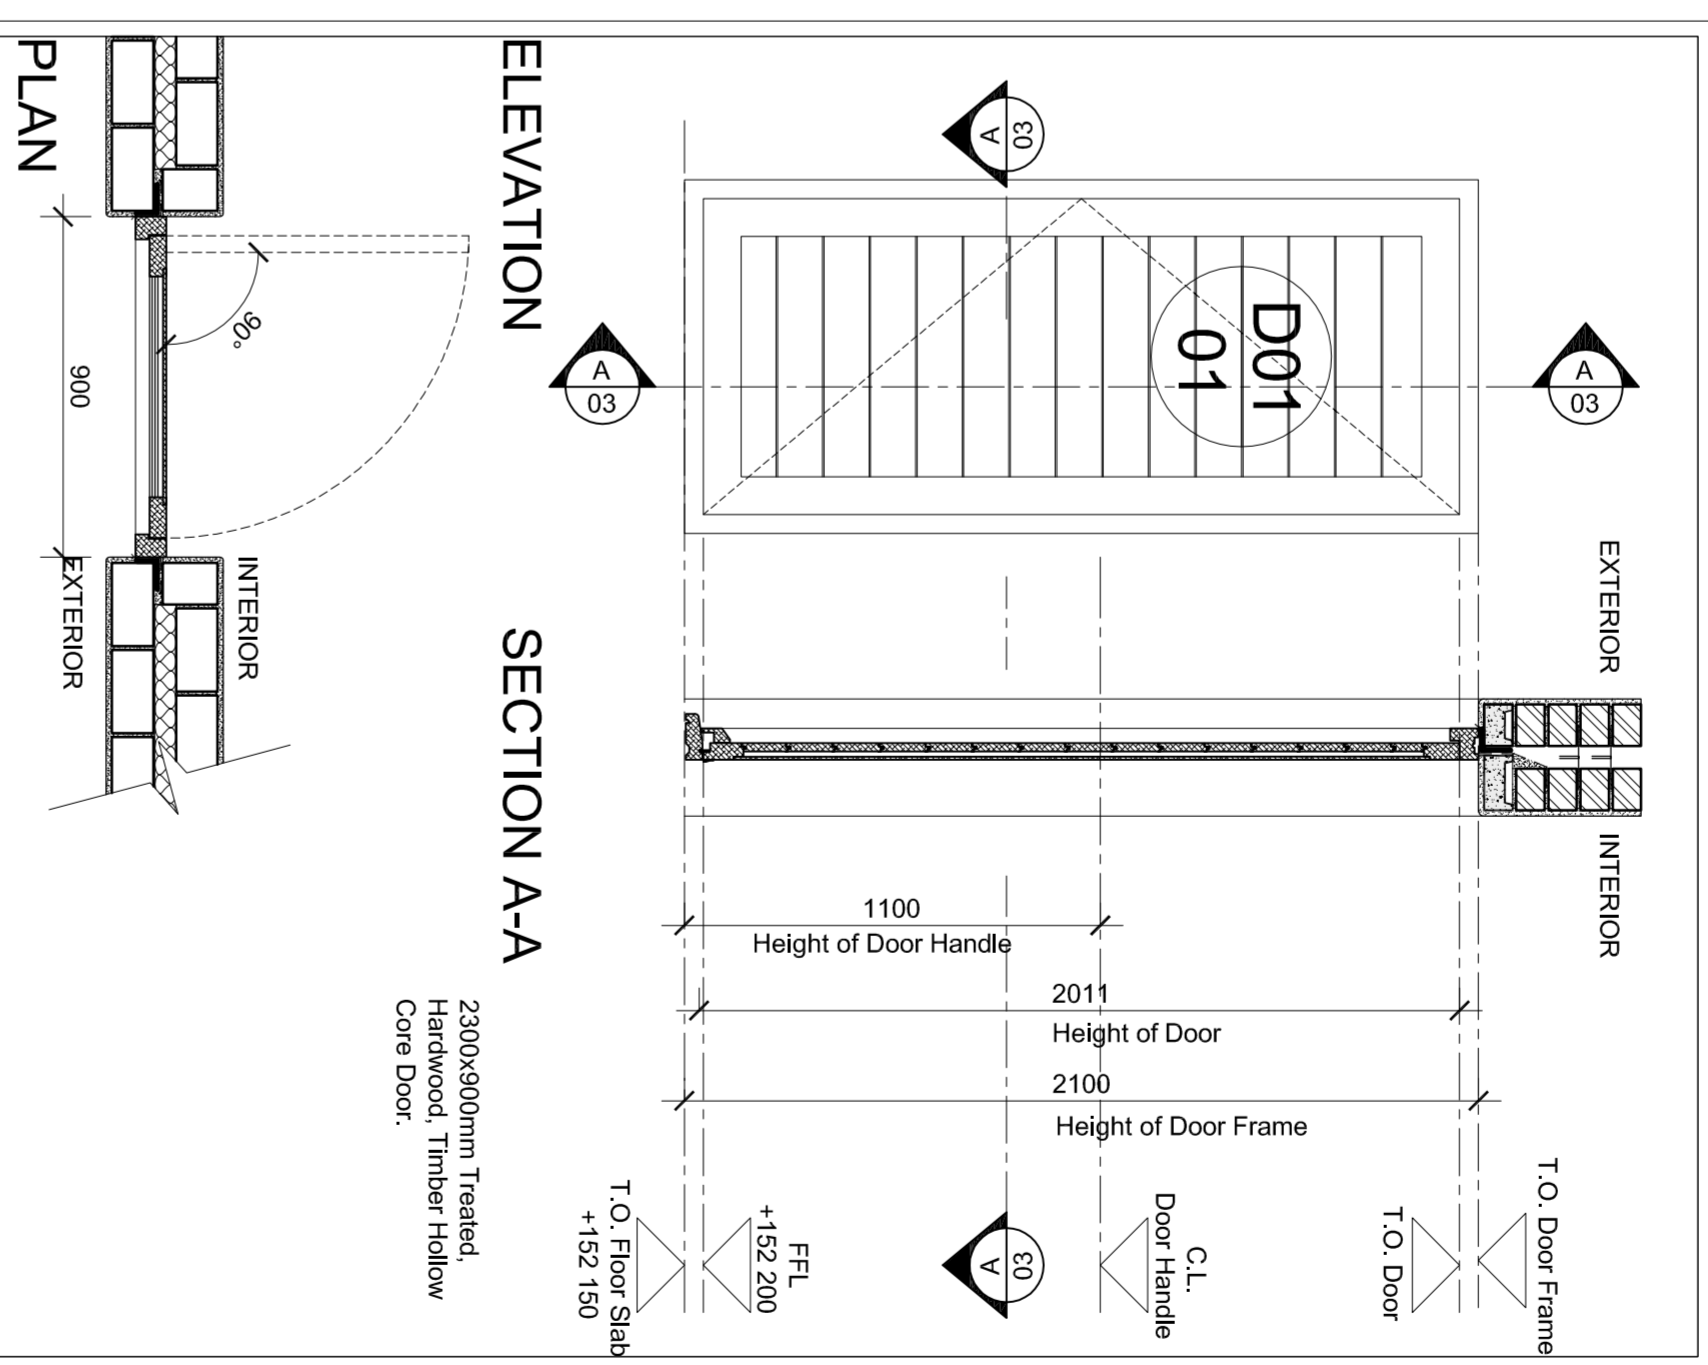 ELEVATION
A
03
A
03
A
03
D01
01
SECTION A-A
EXTERIOR
INTERIOR
1100
Height of Door Handle
2011
Height of Door
2100
Height of Door Frame
T.O. Door Frame
T.O. Door
C.L.
Door Handle
A
03
FFL
+152 200
T.O. Floor Slab
+152 150
PLAN
900
90°
INTERIOR
EXTERIOR
2300x900mm Treated,
Hardwood, Timber Hollow
Core Door.